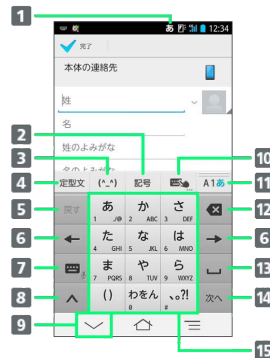 1
あ 12:34
完了
本体の連絡先
姓
名
姓のよみがな
2
3
10
4 定型文 (^_^) 記号 A1あ 11
5 戻す あ か さ 12
1 ./@ 2 ABC 3 DEF
6 ← た な は → 6
4 GHI 5 JKL 6 MNO
7 ま や ら 13
7 PQRS 8 TUV 9 WXYZ
8 () わをん 、。?! 次へ 14
0 #
9
15